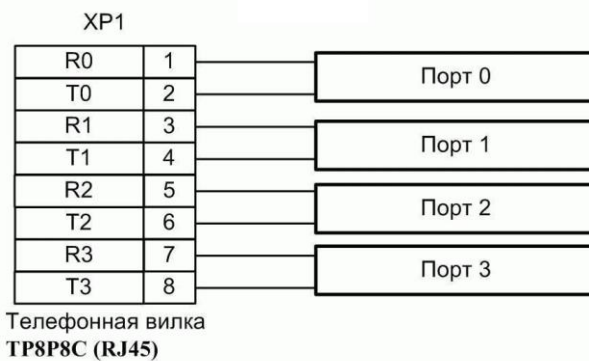 XP1
R0 1
T0 2
R1 3
T1 4
R2 5
T2 6
R3 7
T3 8
Порт 0
Порт 1
Порт 2
Порт 3
Телефонная вилка
TP8P8C (RJ45)